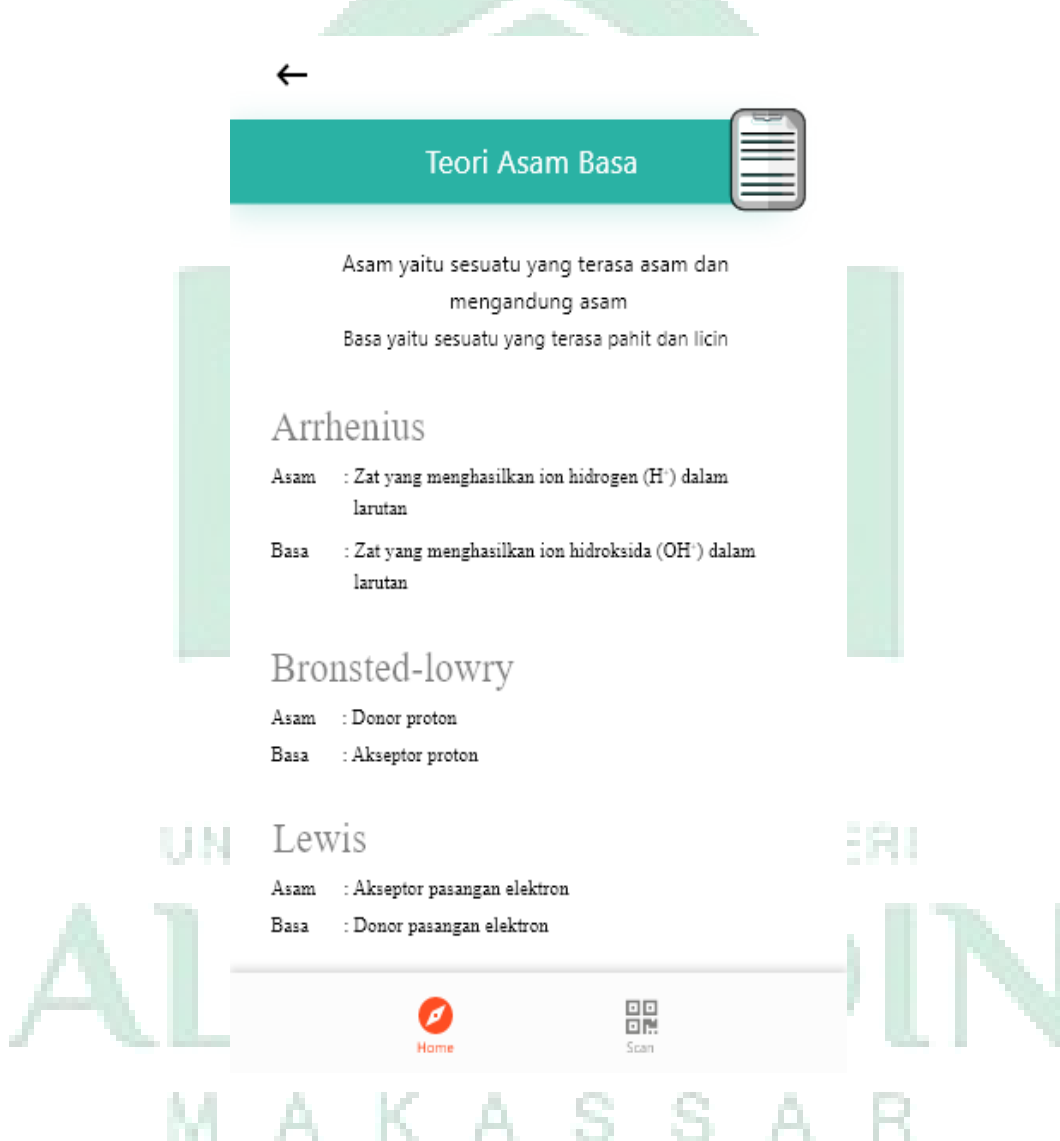 Teori Asam Basa
Asam yaitu sesuatu yang terasa asam dan
mengandung asam
Basa yaitu sesuatu yang terasa pahit dan licin
Arrhenius
Asam : Zat yang menghasilkan ion hidrogen (H⁺) dalam
larutan
Basa : Zat yang menghasilkan ion hidroksida (OH⁻) dalam
larutan
Bronsted-lowry
Asam : Donor proton
Basa : Akseptor proton
Lewis
Asam : Akseptor pasangan elektron
Basa : Donor pasangan elektron
Home
Scan
MAKASSAR